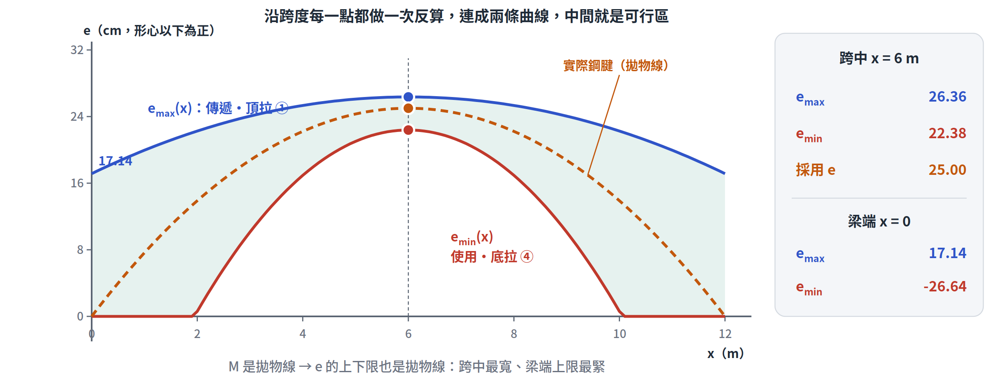 沿跨度每一點都做一次反算，連成兩條曲線，中間就是可行區
e（cm，形心以下為正）
32
24
16
8
0
0
2
4
6
8
10
12
x（m）
emax(x)：傳遞・頂拉 ①
17.14
實際鋼腱（拋物線）
emin(x)
使用・底拉 ④
M 是拋物線 → e 的上下限也是拋物線：跨中最寬、梁端上限最緊
跨中 x = 6 m
emax 26.36
emin 22.38
採用 e 25.00
梁端 x = 0
emax 17.14
emin -26.64